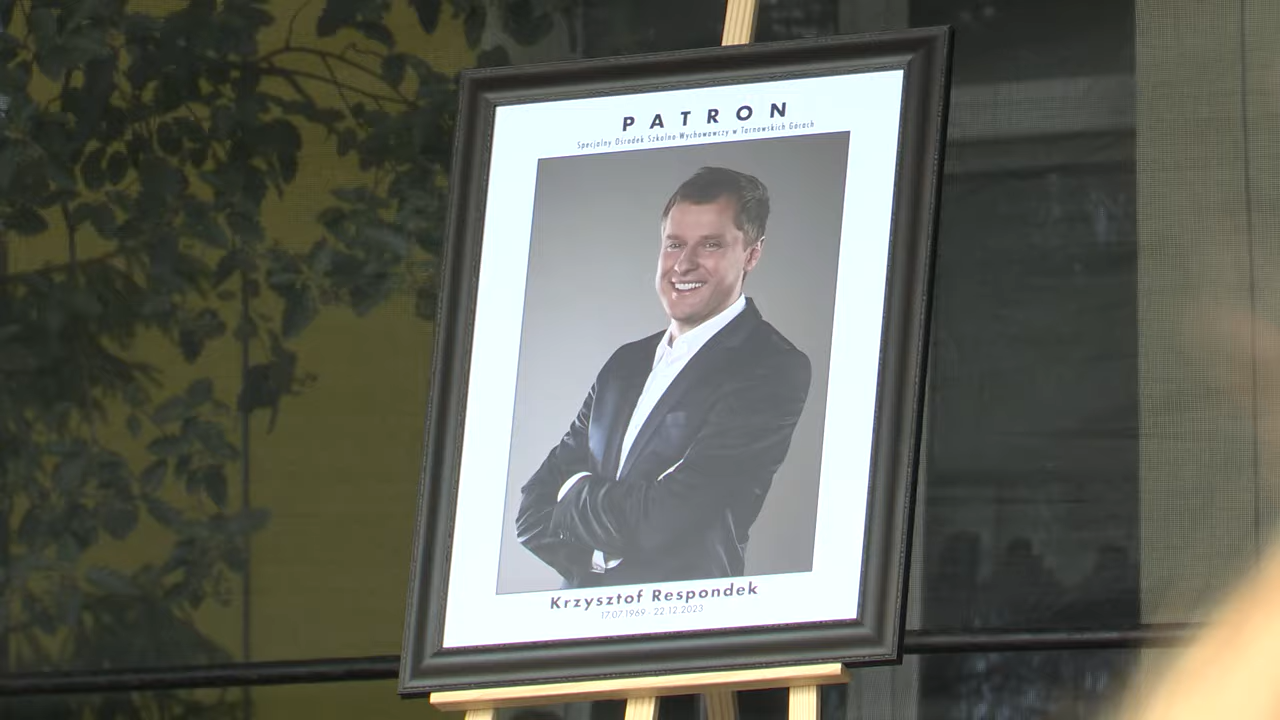 PATRON
Specjalny Ośrodek Szkolno Wychowawczy w Tarnowskich Górach
Krzysztof Respondek
17.07.1969 - 22.12.2023